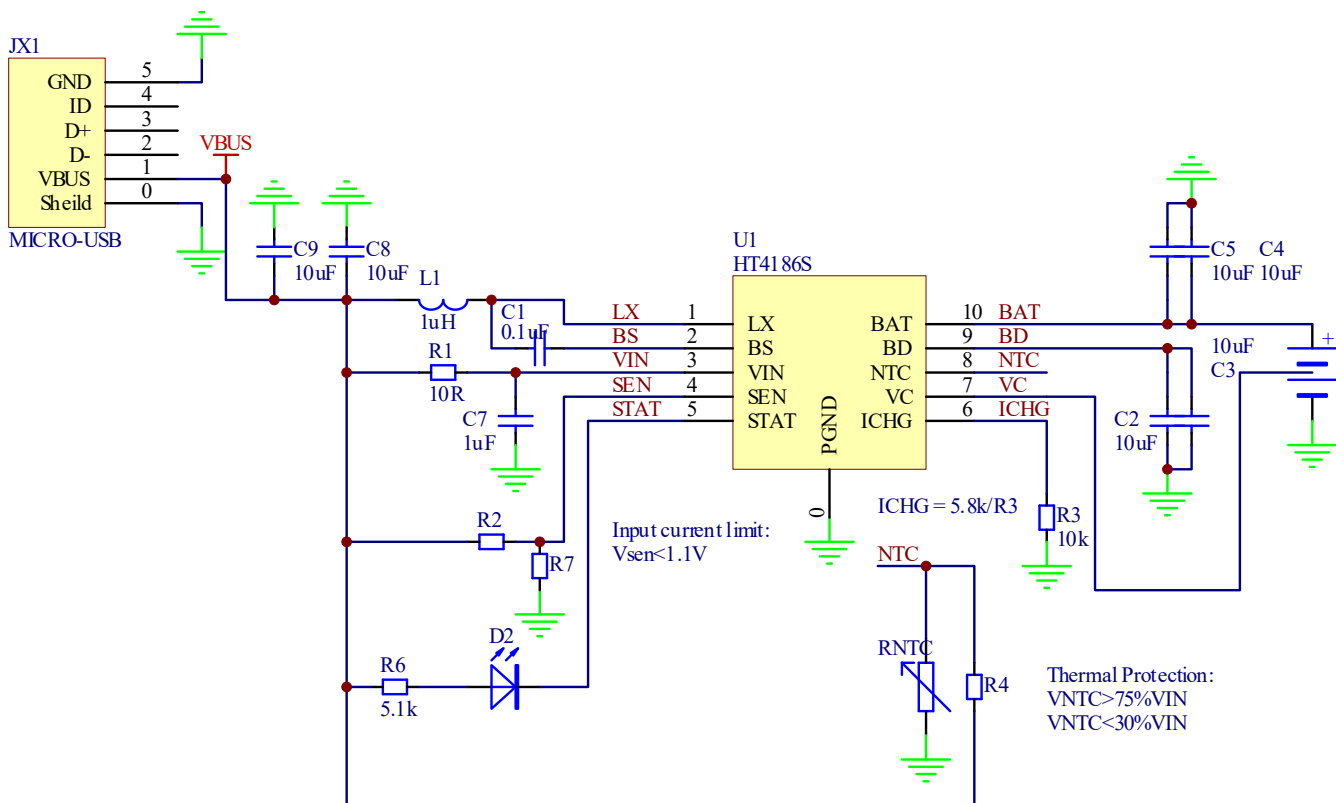 JX1
GND 5
ID 4
D+ 3
D- 2
VBUS 1
Sheild 0
MICRO-USB
VBUS
C9
10uF
C8
10uF
L1
1uH
C1
0.1uF
R1
10R
C7
1uF
R2
R7
R6
5.1k
D2
LX
BS
VIN
SEN
STAT
1
2
3
4
5
U1
HT4186S
LX
BS
VIN
SEN
STAT
PGND
0
BAT
BD
NTC
VC
ICHG
10 BAT
9 BD
8 NTC
7 VC
6 ICHG
C5 C4
10uF 10uF
10uF
C3
+
C2
10uF
Input current limit:
Vsen<1.1V
ICHG = 5.8k/R3
R3
10k
NTC
RNTC
R4
Thermal Protection:
VNTC>75%VIN
VNTC<30%VIN